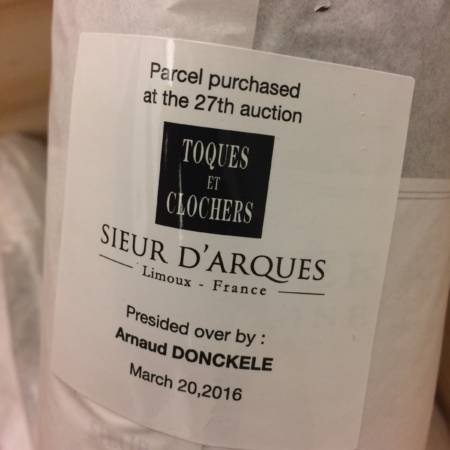 Parcel purchased
at the 27th auction
TOQUES
ET
CLOCHERS
SIEUR D'ARQUES
Limoux - France
Presided over by :
Arnaud DONCKELE
March 20,2016